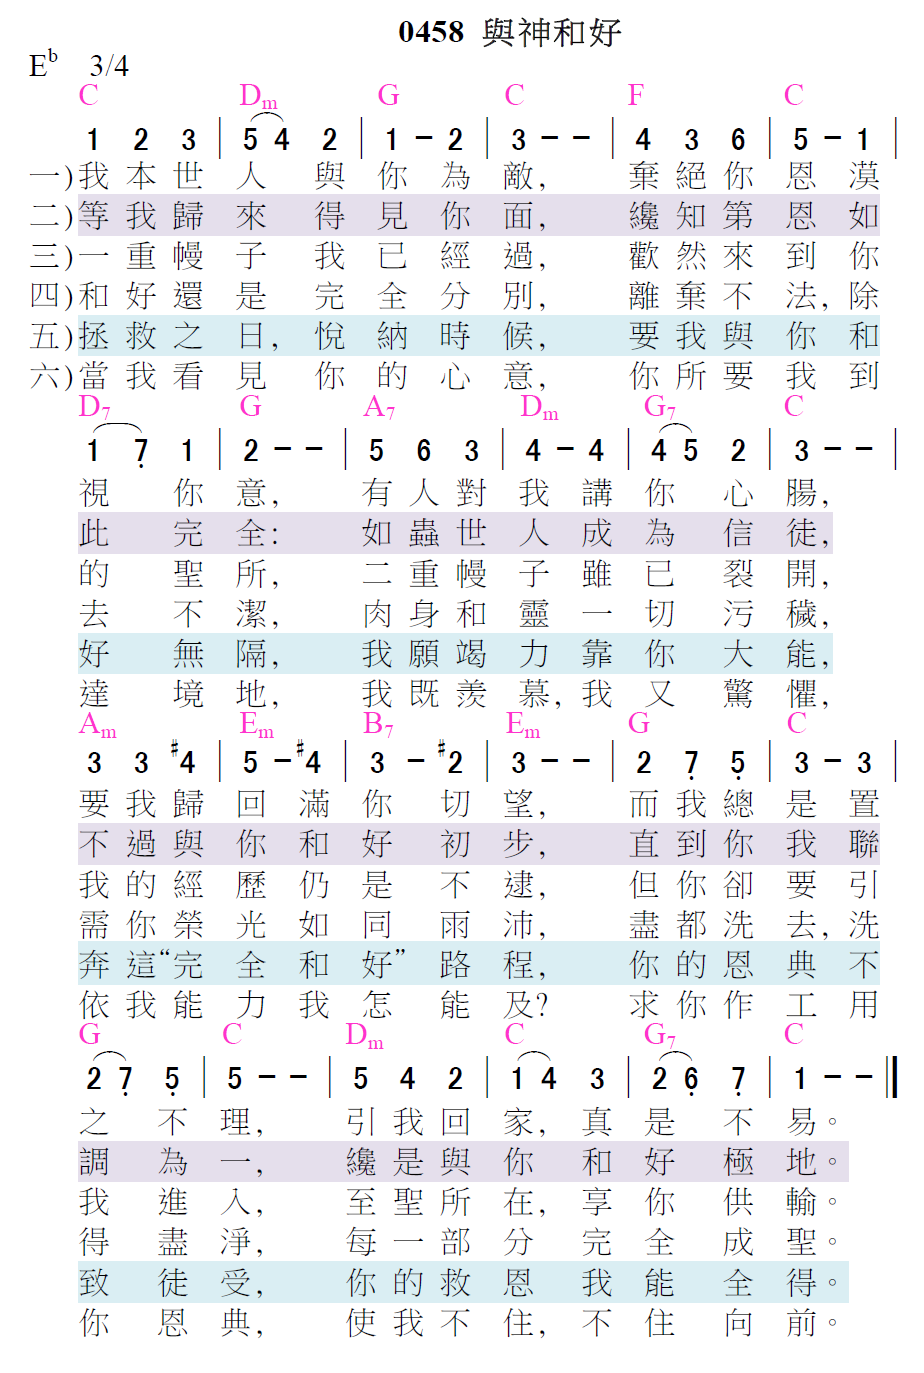 0458 與神和好
E♭ 3/4
C Dm G C F C
1 2 3 | 5 4 2 | 1 - 2 | 3 - - | 4 3 6 | 5 - 1 |
一)我本世人與你為敵, 棄絕你恩漠
二)等我歸來得見你面, 纔知第恩如
三)一重幔子我已經過, 歡然來到你
四)和好還是完全分別, 離棄不法,除
五)拯救之日,悅納時候, 要我與你和
六)當我看見你的心意, 你所要我到
D7 G A7 Dm G7 C
1 7̣ 1 | 2 - - | 5 6 3 | 4 - 4 | 4 5 2 | 3 - - |
視你意, 有人對我講你心腸,
此完全: 如蟲世人成為信徒,
的聖所, 二重幔子雖已裂開,
去不潔, 肉身和靈一切污穢,
好無隔, 我願竭力靠你大能,
達境地, 我既羨慕,我又驚懼,
Am Em B7 Em G C
3 3 #4 | 5 - #4 | 3 - #2 | 3 - - | 2 7̣ 5̣ | 3 - 3 |
要我歸回滿你切望, 而我總是置
不過與你和好初步, 直到你我聯
我的經歷仍是不逮, 但你卻要引
需你榮光如同雨沛, 盡都洗去,洗
奔這“完全和好”路程, 你的恩典不
依我能力我怎能及? 求你作工用
G C Dm C G7 C
2 7̣ 5̣ | 5 - - | 5 4 2 | 1 4 3 | 2 6̣ 7̣ | 1 - - ‖
之不理, 引我回家,真是不易。
調為一, 纔是與你和好極地。
我進入, 至聖所在,享你供輸。
得盡淨, 每一部分完全成聖。
致徒受, 你的救恩我能全得。
你恩典, 使我不住,不住向前。